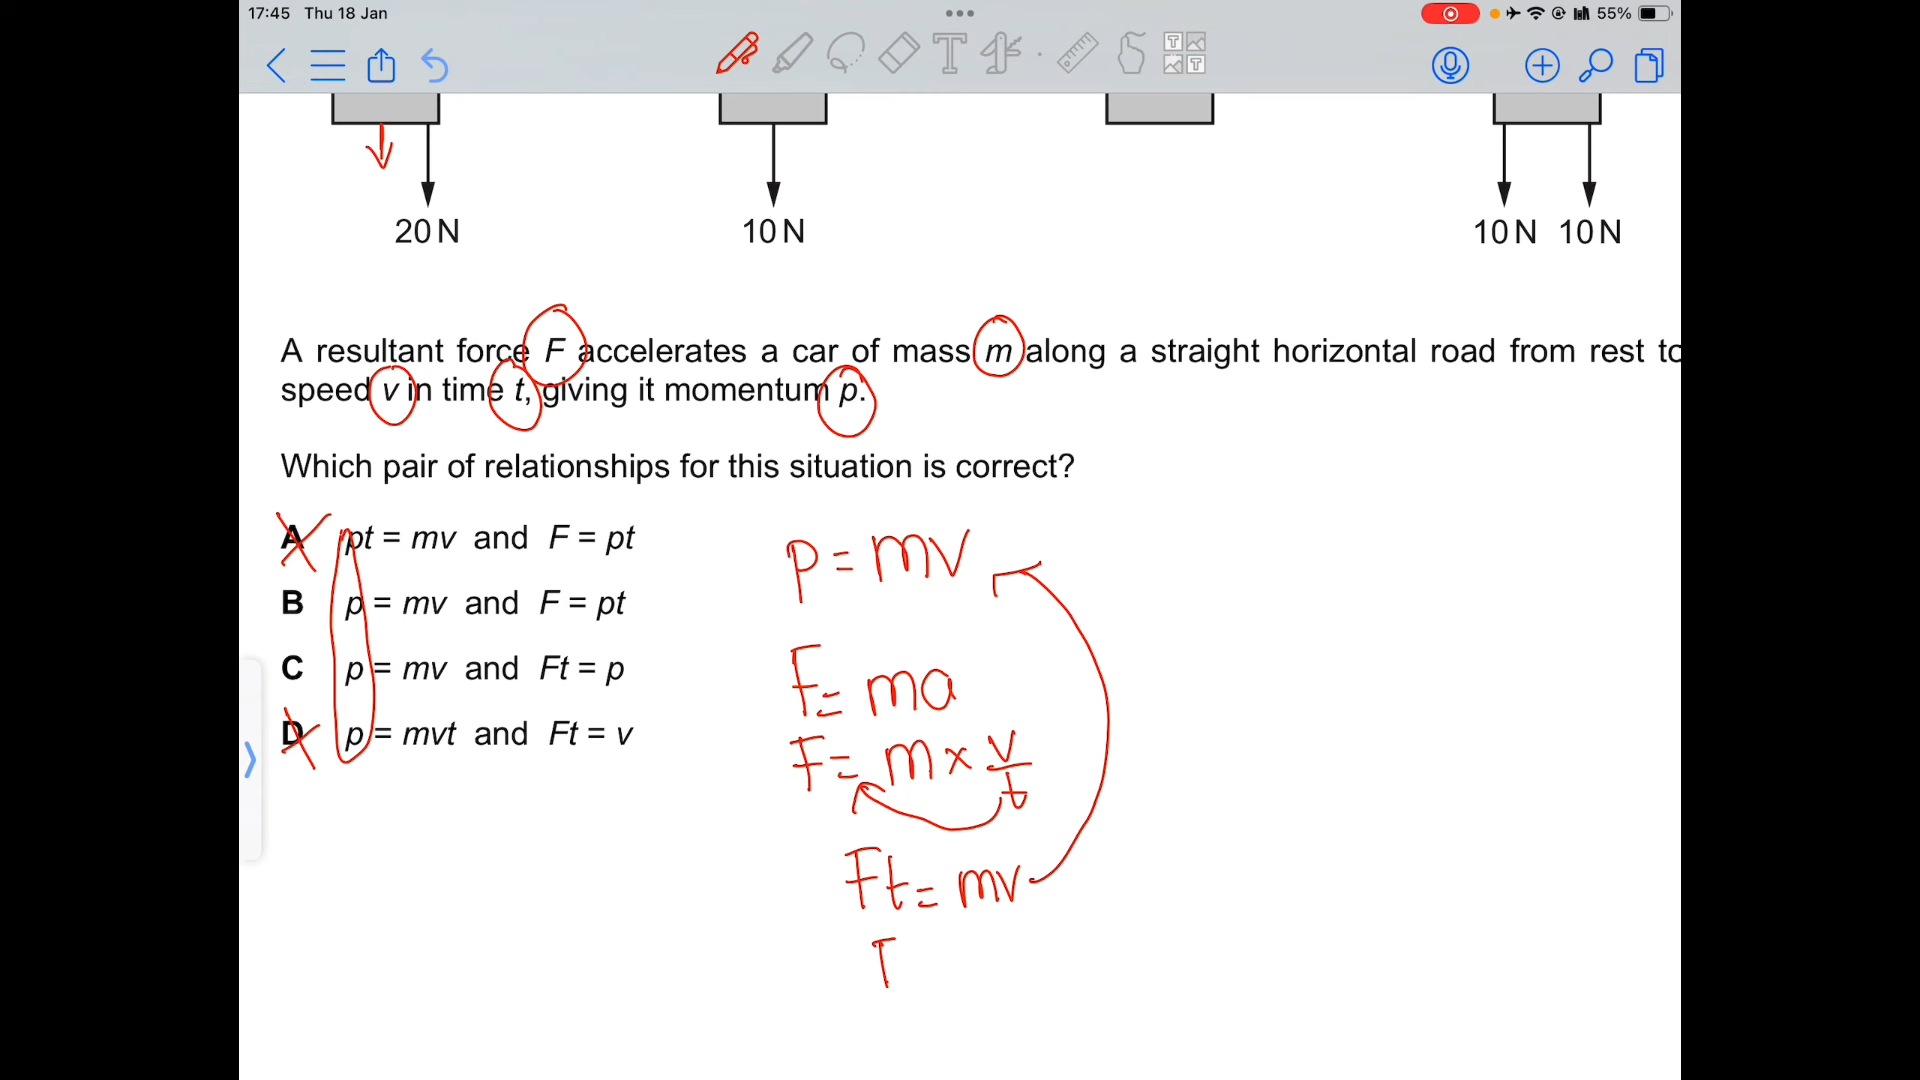 17:45 Thu 18 Jan
55%
20 N
10 N
10 N 10 N
A resultant force F accelerates a car of mass m along a straight horizontal road from rest to
speed v in time t, giving it momentum p.
Which pair of relationships for this situation is correct?
A pt = mv and F = pt
B p = mv and F = pt
C p = mv and Ft = p
D p = mvt and Ft = v
p = mv
F = ma
F = m × v/t
Ft = mv